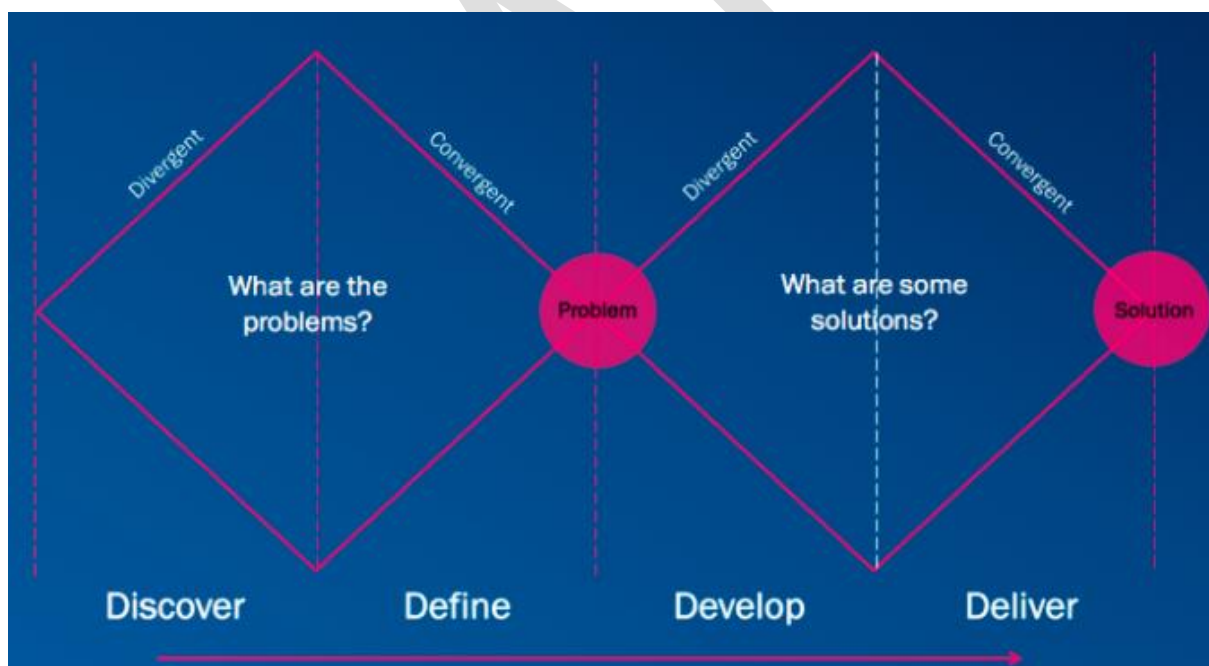 Divergent
Convergent
Divergent
Convergent
What are the
problems?
Problem
What are some
solutions?
Solution
Discover
Define
Develop
Deliver